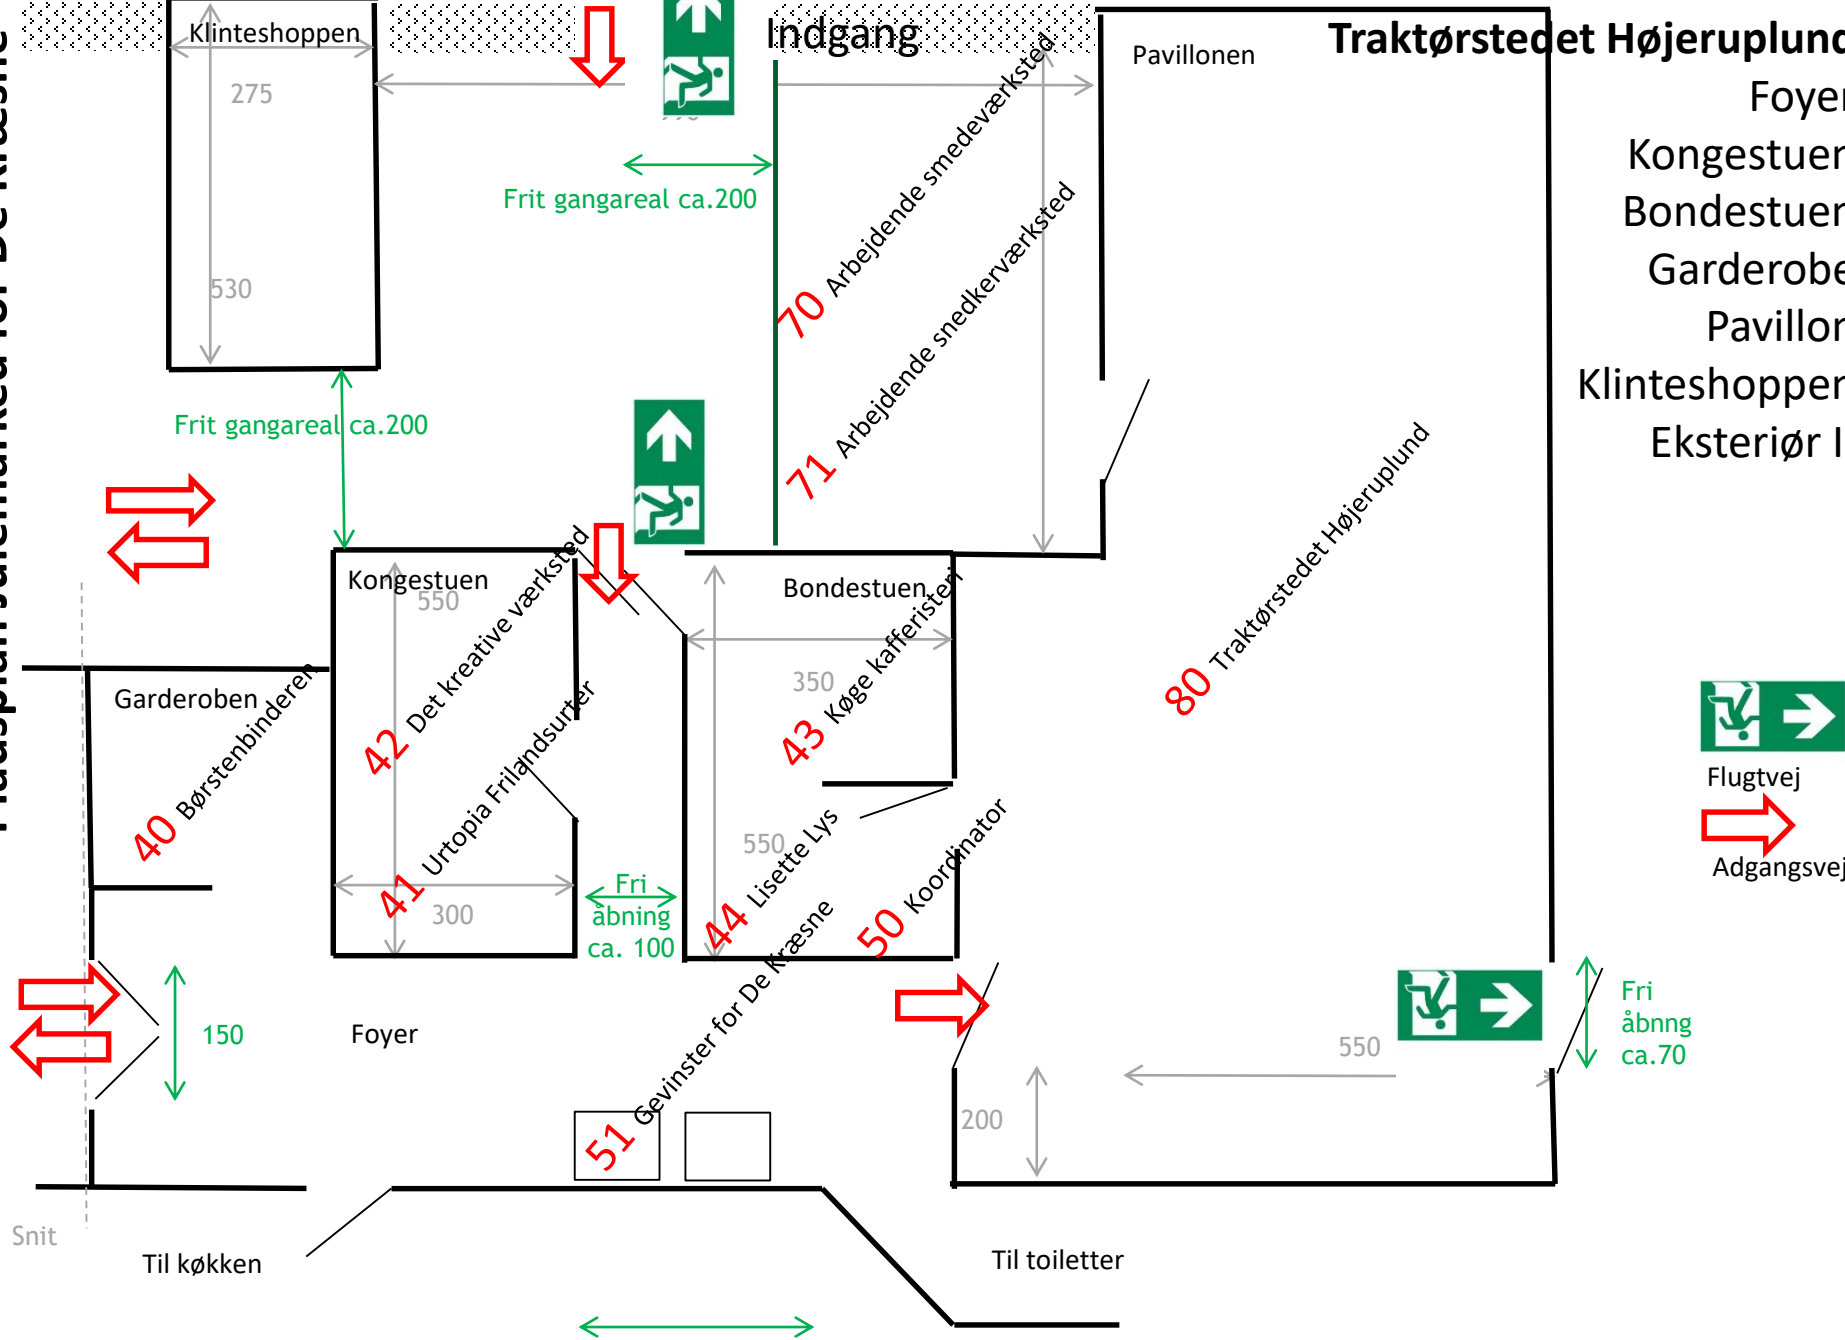 Klinteshoppen
Indgang
Pavillonen
Traktørstedet Højeruplund
Foyer
Kongestuen
Bondestuen
Garderobe
Pavillon
Klinteshoppen
Eksteriør I
275
530
Frit gangareal ca.200
70 Arbejdende smedeværksted
71 Arbejdende snedkerværksted
Frit gangareal ca.200
Kongestuen
550
42 Det kreative værksted
41 Urtopia Frilandsurter
300
Bondestuen
350
43 Køge kafferisteri
550
44 Lisette Lys
50 Koordinator
80 Traktørstedet Højeruplund
Garderoben
40 Børstenbinderen
Fri
åbning
ca. 100
Flugtvej
Adgangsvej
150
Foyer
51 Gevinster for De Kræsne
550
200
Fri
åbnng
ca.70
Snit
Til køkken
Til toiletter